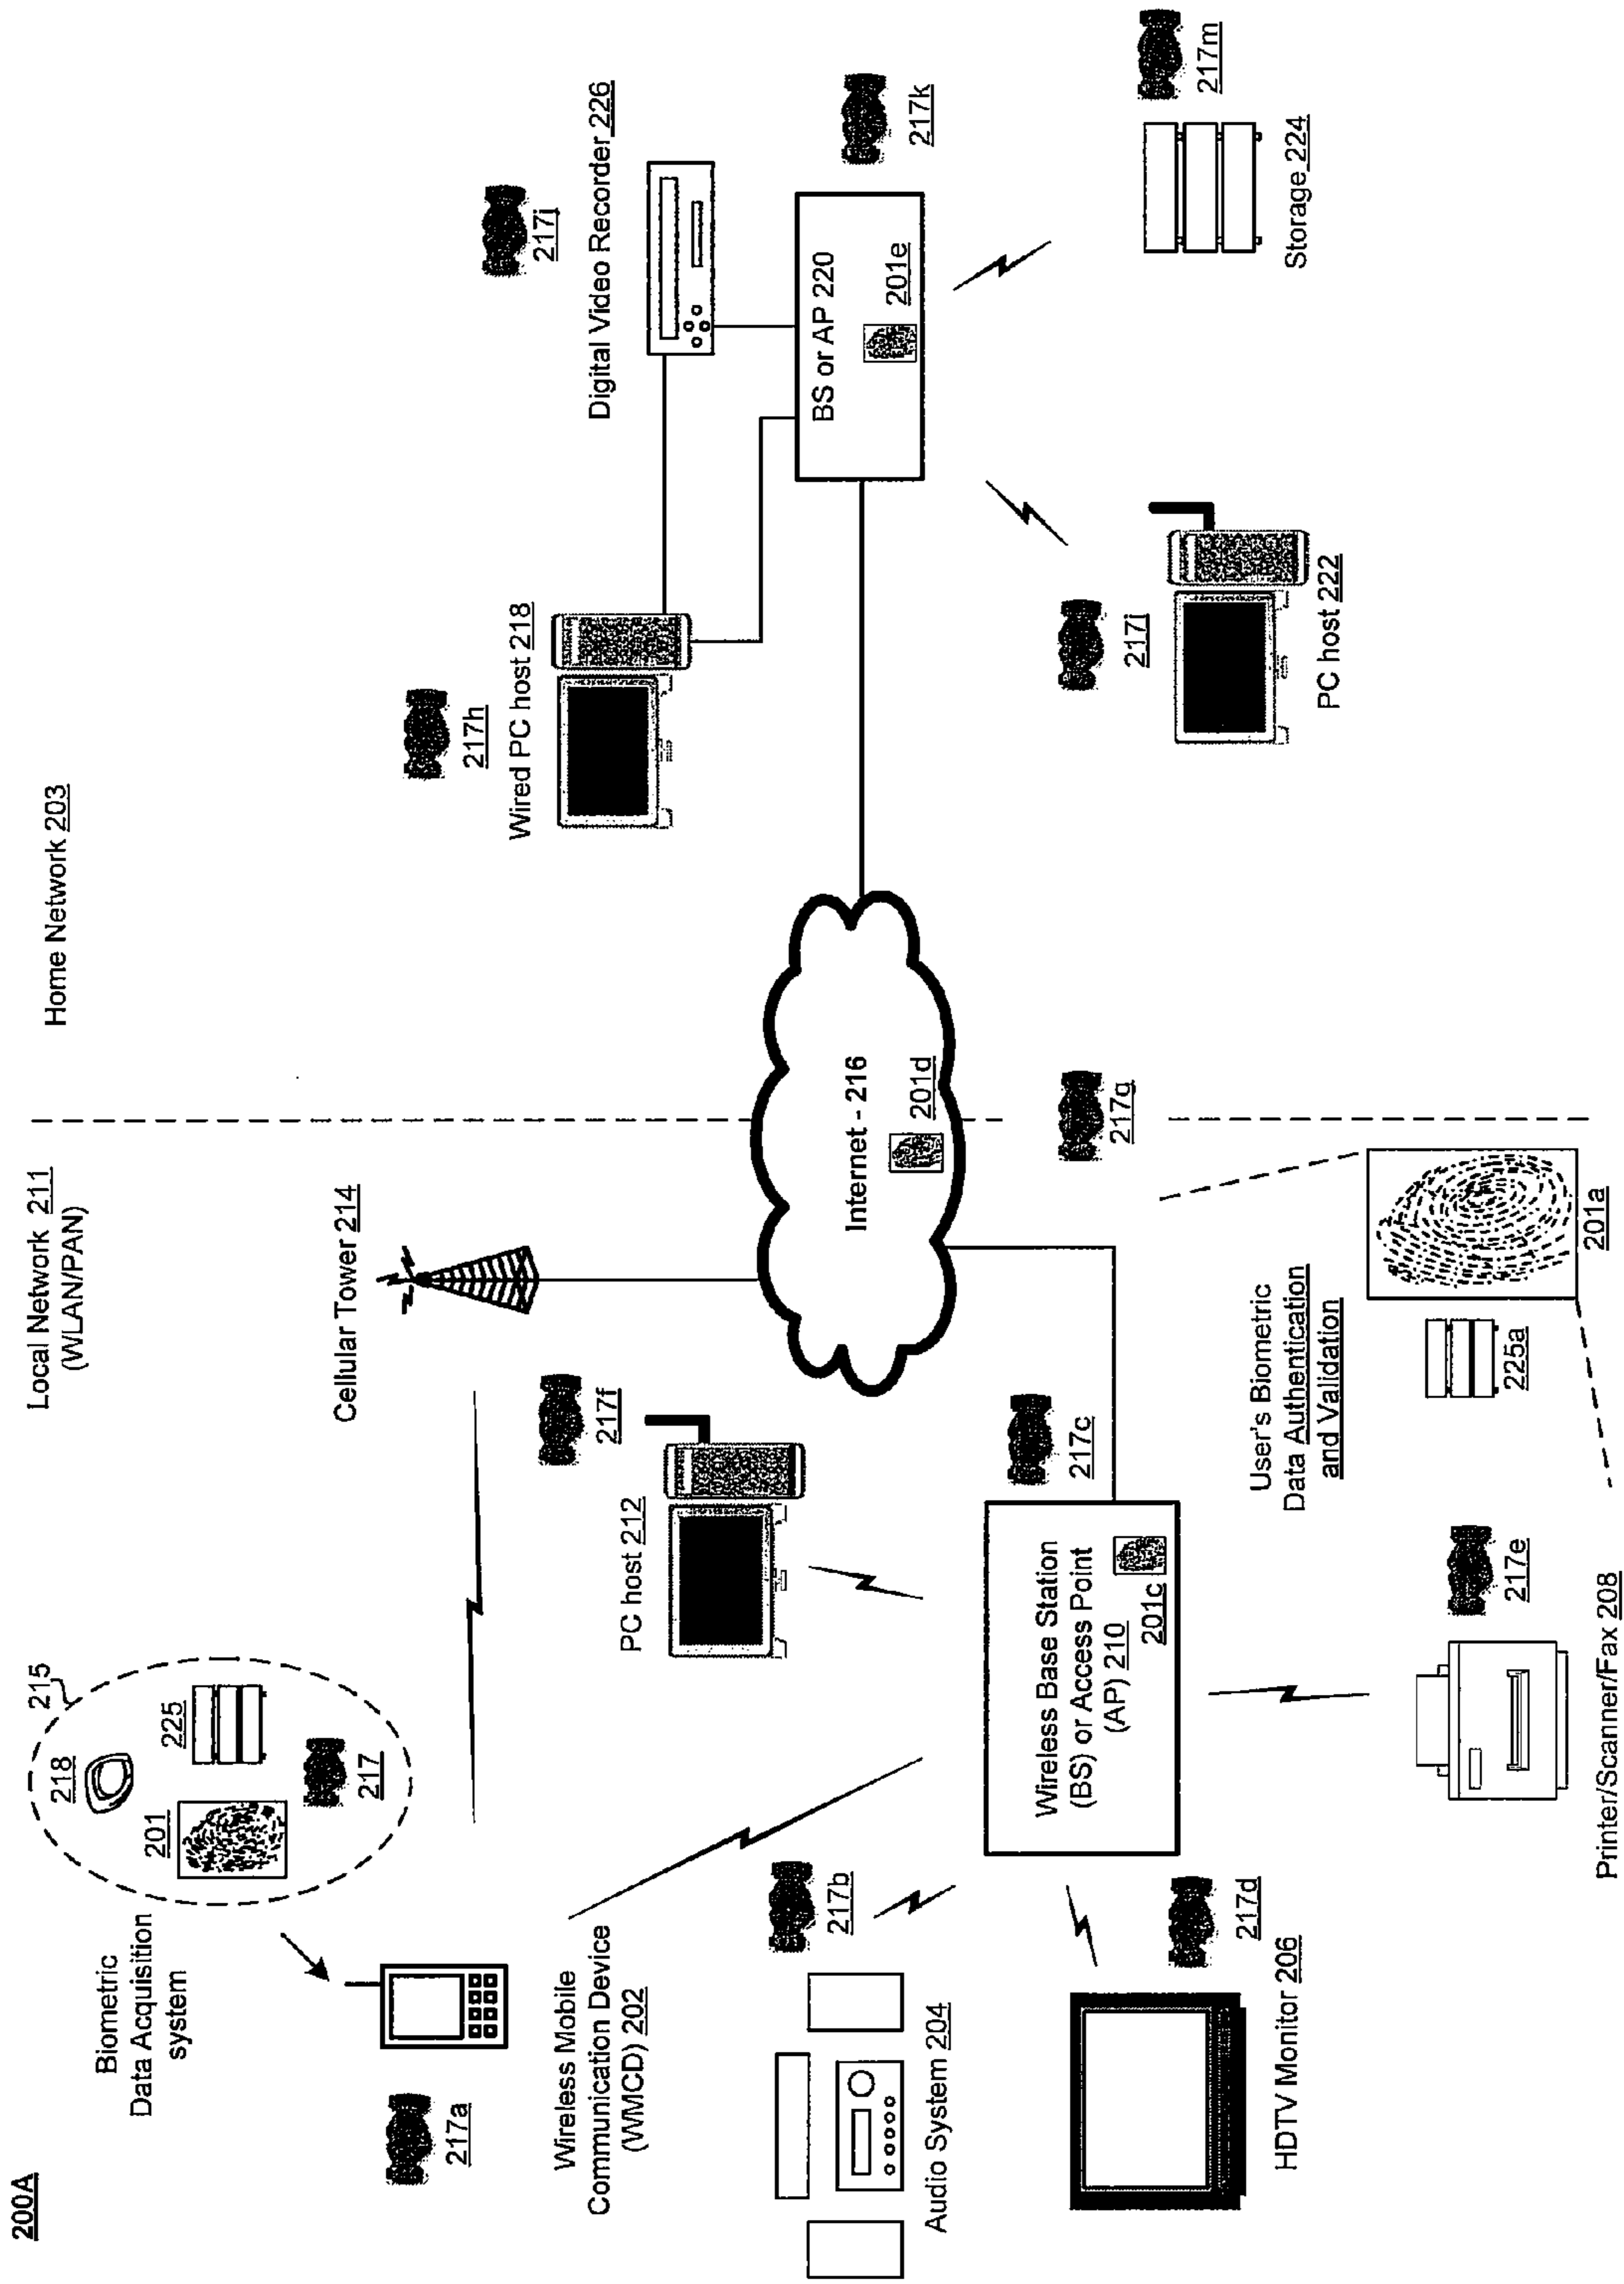 200A
Local Network 211
(WLAN/PAN)
Home Network 203
Biometric
Data Acquisition
system
218
215
225
201
217
217a
Cellular Tower 214
Wireless Mobile
Communication Device
(WMCD) 202
PC host 212
217f
217h
Wired PC host 218
217j
Digital Video Recorder 226
217b
Audio System 204
Internet - 216
201d
BS or AP 220
201e
217k
Wireless Base Station
(BS) or Access Point
(AP) 210
201c
217c
217g
217i
PC host 222
217m
Storage 224
217d
HDTV Monitor 206
User's Biometric
Data Authentication
and Validation
225a
201a
217e
Printer/Scanner/Fax 208